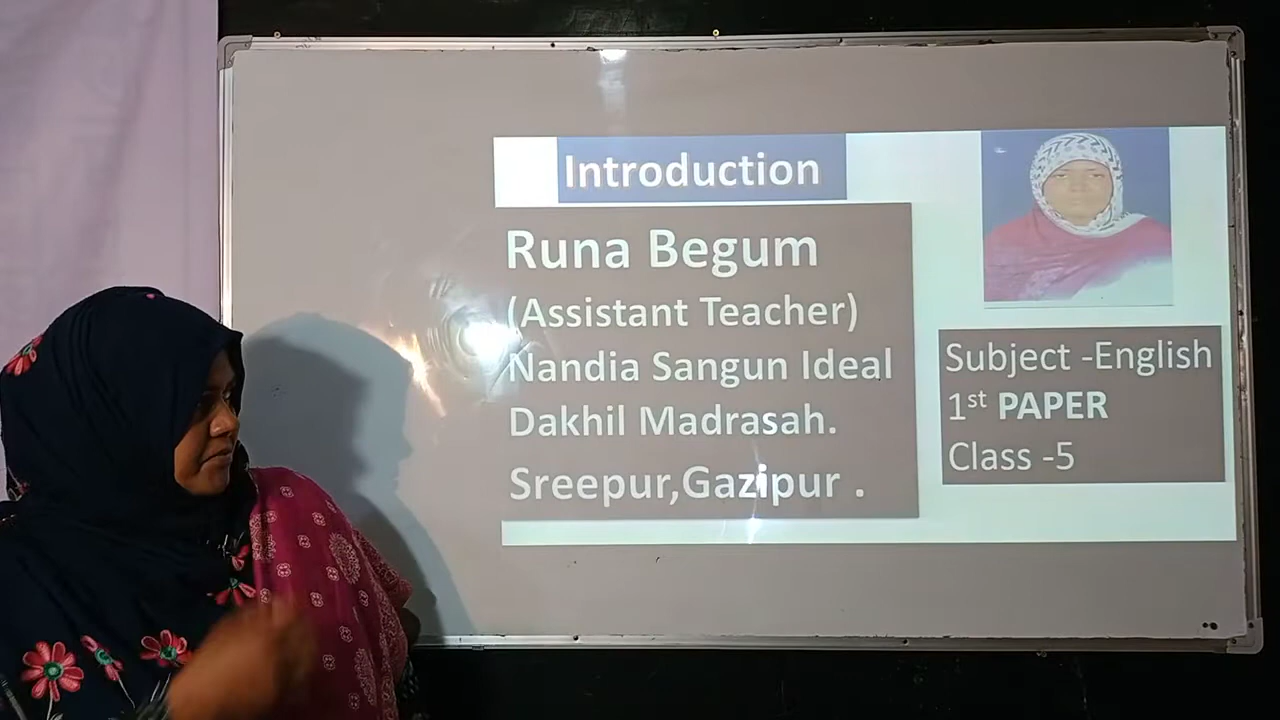 Introduction
Runa Begum
(Assistant Teacher)
Nandia Sangun Ideal
Dakhil Madrasah.
Sreepur,Gazipur .
Subject -English
1st PAPER
Class -5